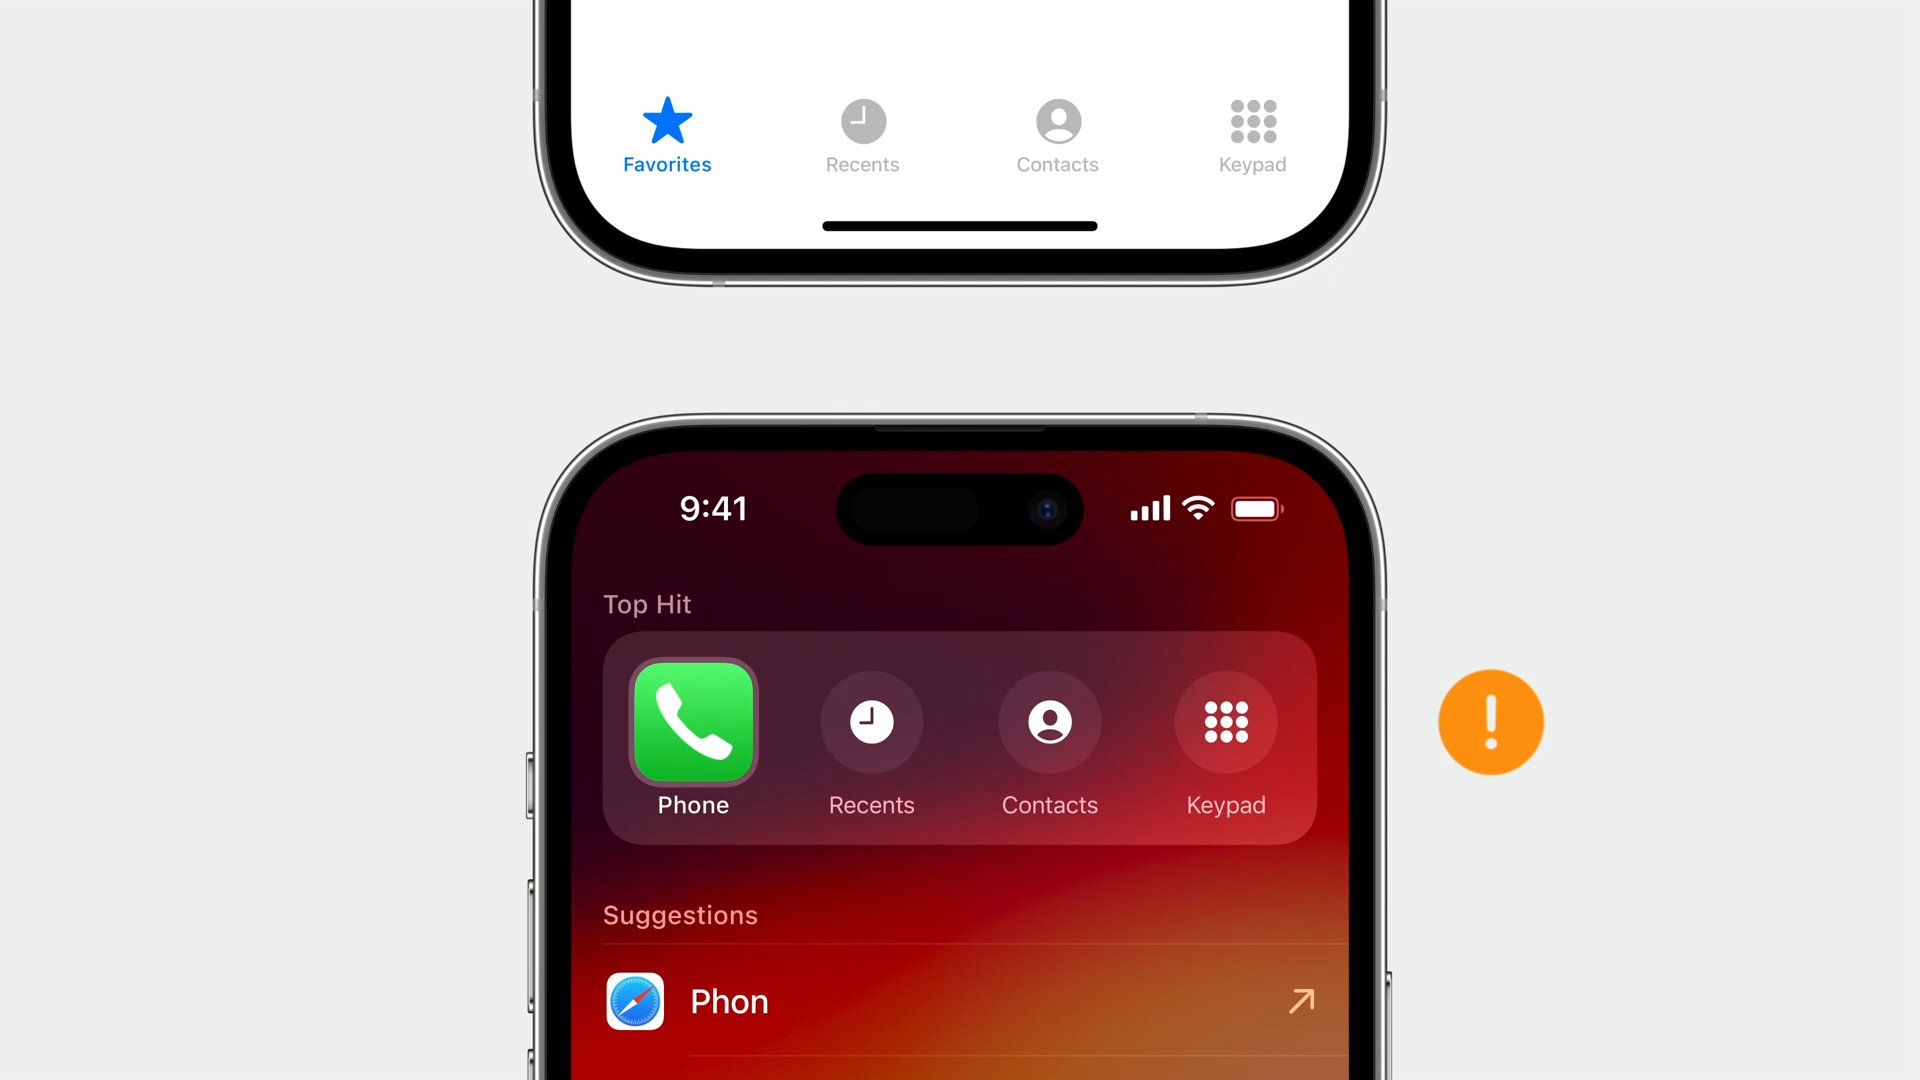 Favorites Recents Contacts Keypad
9:41
Top Hit
Phone Recents Contacts Keypad
Suggestions
Phon